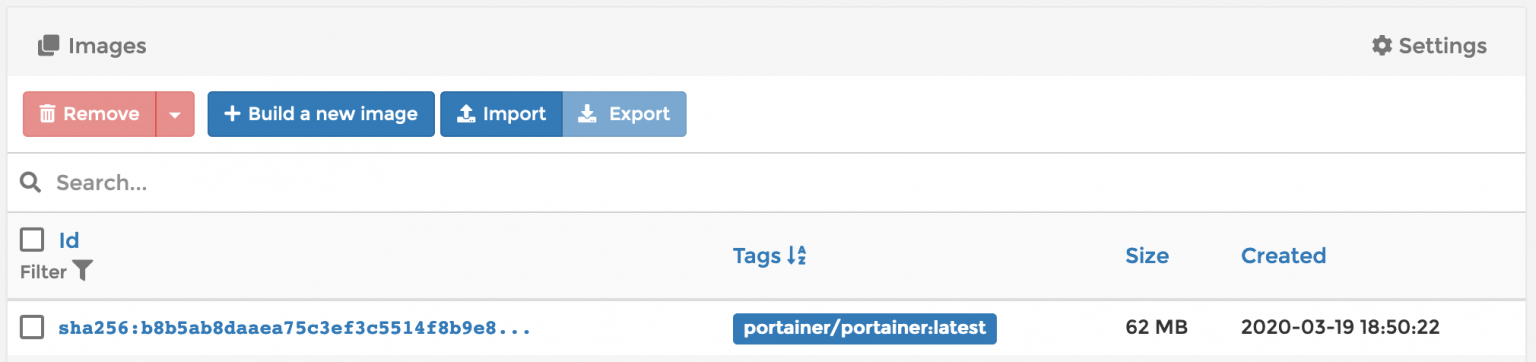 Images Settings
Remove Build a new image Import Export
Search...
Id
Filter
Tags Size Created
sha256:b8b5ab8daaea75c3ef3c5514f8b9e8... portainer/portainer:latest 62 MB 2020-03-19 18:50:22